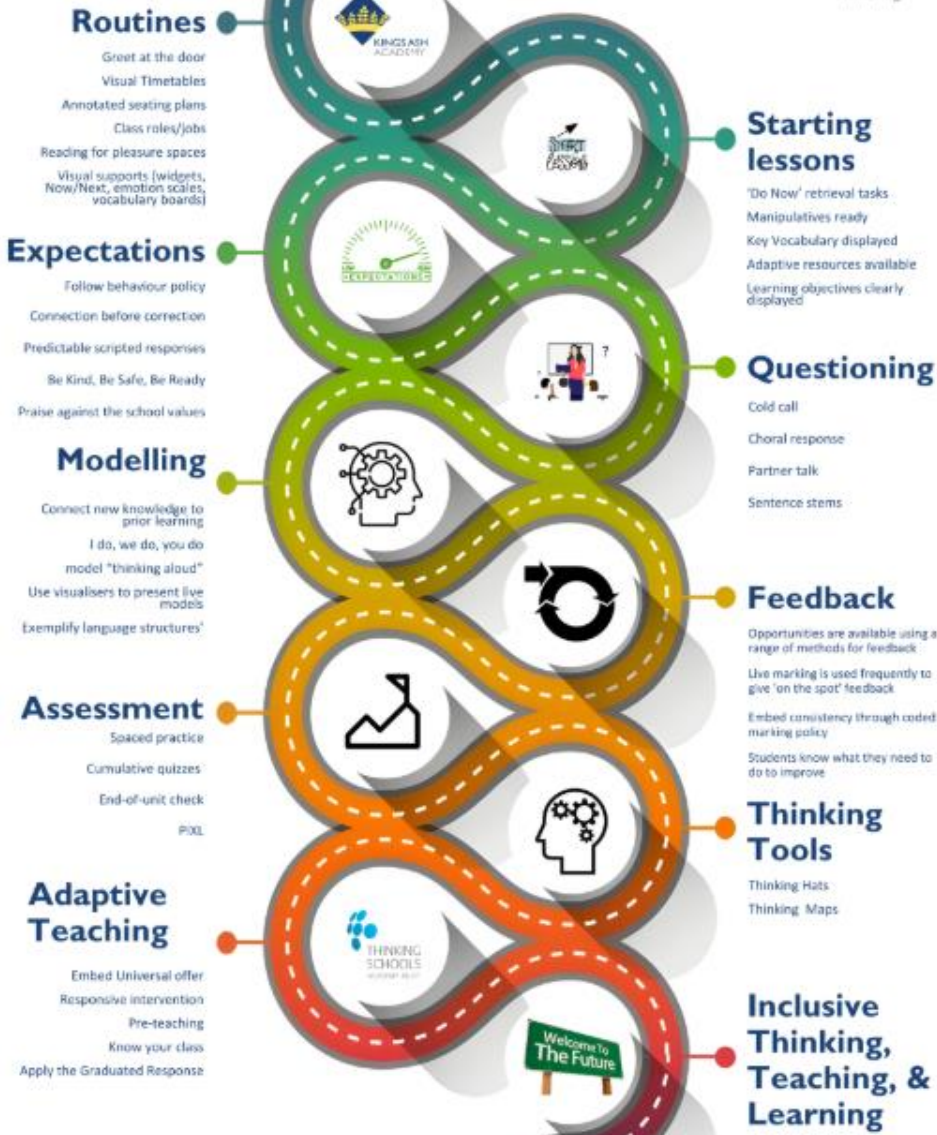 Routines
Greet at the door
Visual Timetables
Annotated seating plans
Class roles/jobs
Reading for pleasure spaces
Visual supports (widgets,
Now/Next, emotion scales,
vocabulary boards)
KINGS ASH
ACADEMY
Starting
lessons
'Do Now' retrieval tasks
Manipulatives ready
Key Vocabulary displayed
Adaptive resources available
Learning objectives clearly
displayed
START
LESSONS
Expectations
Follow behaviour policy
Connection before correction
Predictable scripted responses
Be Kind, Be Safe, Be Ready
Praise against the school values
EXPECTATIONS
Questioning
Cold call
Choral response
Partner talk
Sentence stems
?
Modelling
Connect new knowledge to
prior learning
I do, we do, you do
model "thinking aloud"
Use visualisers to present live
models
Exemplify language structures'
Feedback
Opportunities are available using a
range of methods for feedback
Live marking is used frequently to
give 'on the spot' feedback
Embed consistency through coded
marking policy
Students know what they need to
do to improve
Assessment
Spaced practice
Cumulative quizzes
End-of-unit check
PIXL
Thinking
Tools
Thinking Hats
Thinking Maps
Adaptive
Teaching
Embed Universal offer
Responsive intervention
Pre-teaching
Know your class
Apply the Graduated Response
THINKING
SCHOOLS
ACADEMY TRUST
Welcome To
The Future
Inclusive
Thinking,
Teaching, &
Learning